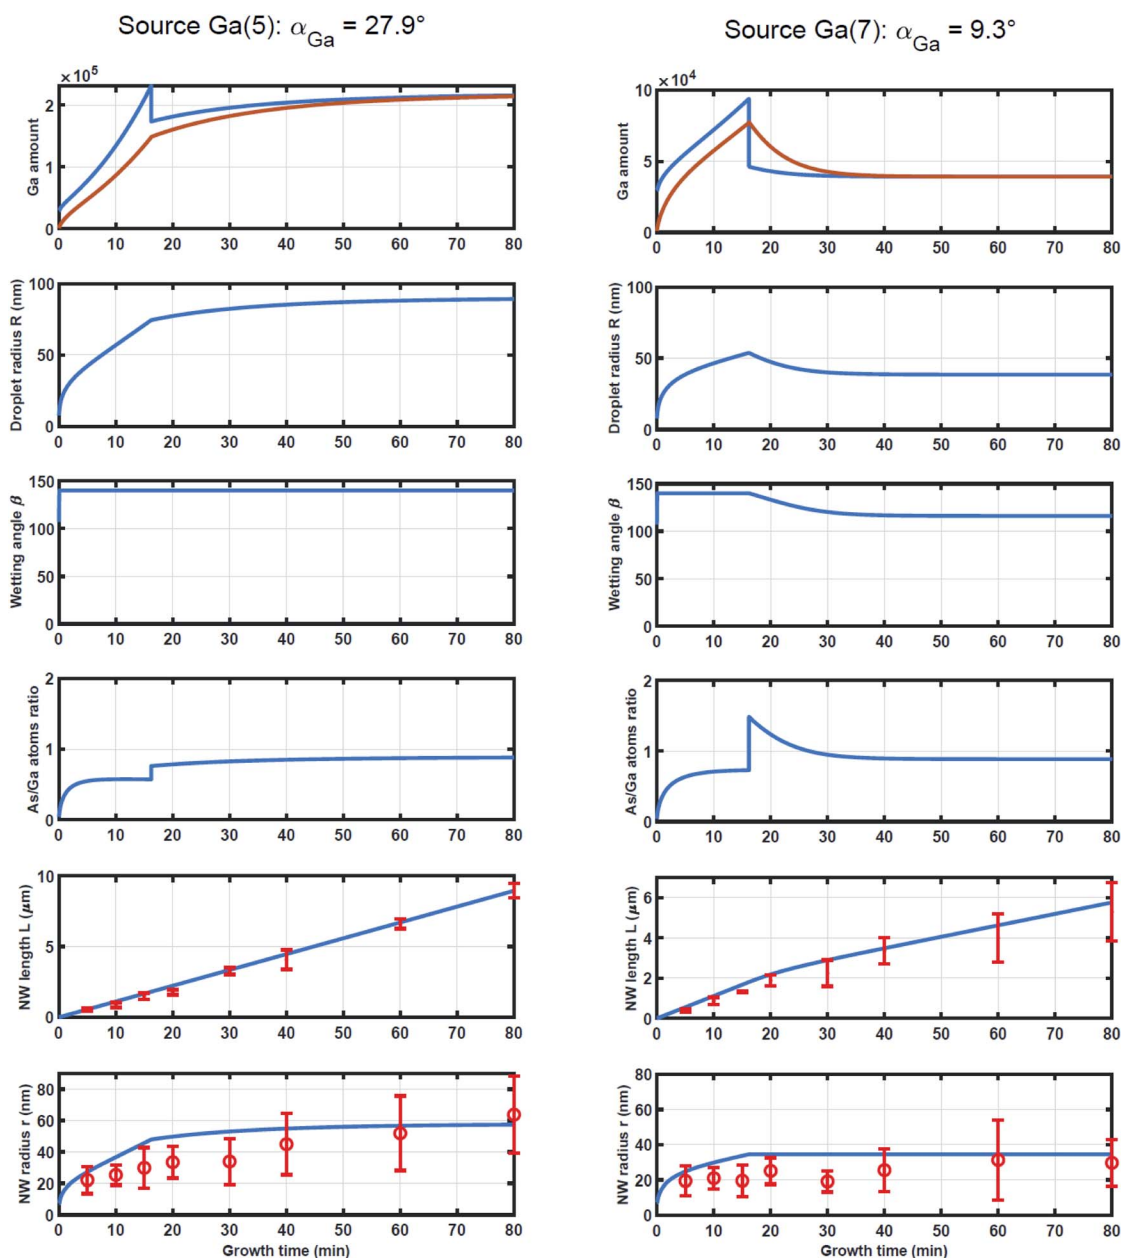 Source Ga(5): α_Ga = 27.9°
×10⁵
Ga amount
2
1
0
0 10 20 30 40 50 60 70 80
Droplet radius R (nm)
100
50
0
0 10 20 30 40 50 60 70 80
Wetting angle β
150
100
50
0
0 10 20 30 40 50 60 70 80
As/Ga atoms ratio
2
1
0
0 10 20 30 40 50 60 70 80
NW length L (μm)
10
5
0
0 10 20 30 40 50 60 70 80
NW radius r (nm)
80
60
40
20
0
0 10 20 30 40 50 60 70 80
Growth time (min)
Source Ga(7): α_Ga = 9.3°
×10⁴
Ga amount
10
5
0
0 10 20 30 40 50 60 70 80
Droplet radius R (nm)
100
50
0
0 10 20 30 40 50 60 70 80
Wetting angle β
150
100
50
0
0 10 20 30 40 50 60 70 80
As/Ga atoms ratio
2
1
0
0 10 20 30 40 50 60 70 80
NW length L (μm)
6
4
2
0
0 10 20 30 40 50 60 70 80
NW radius r (nm)
80
60
40
20
0
0 10 20 30 40 50 60 70 80
Growth time (min)